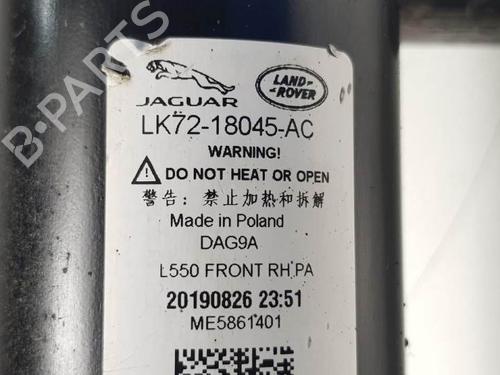 JAGUAR
LAND-
-ROVER
LK72-18045-AC
WARNING!
DO NOT HEAT OR OPEN
警告：禁止加热和拆解
Made in Poland
DAG9A
L550 FRONT RH PA
20190826 23:51
ME5861401
B-PARTS